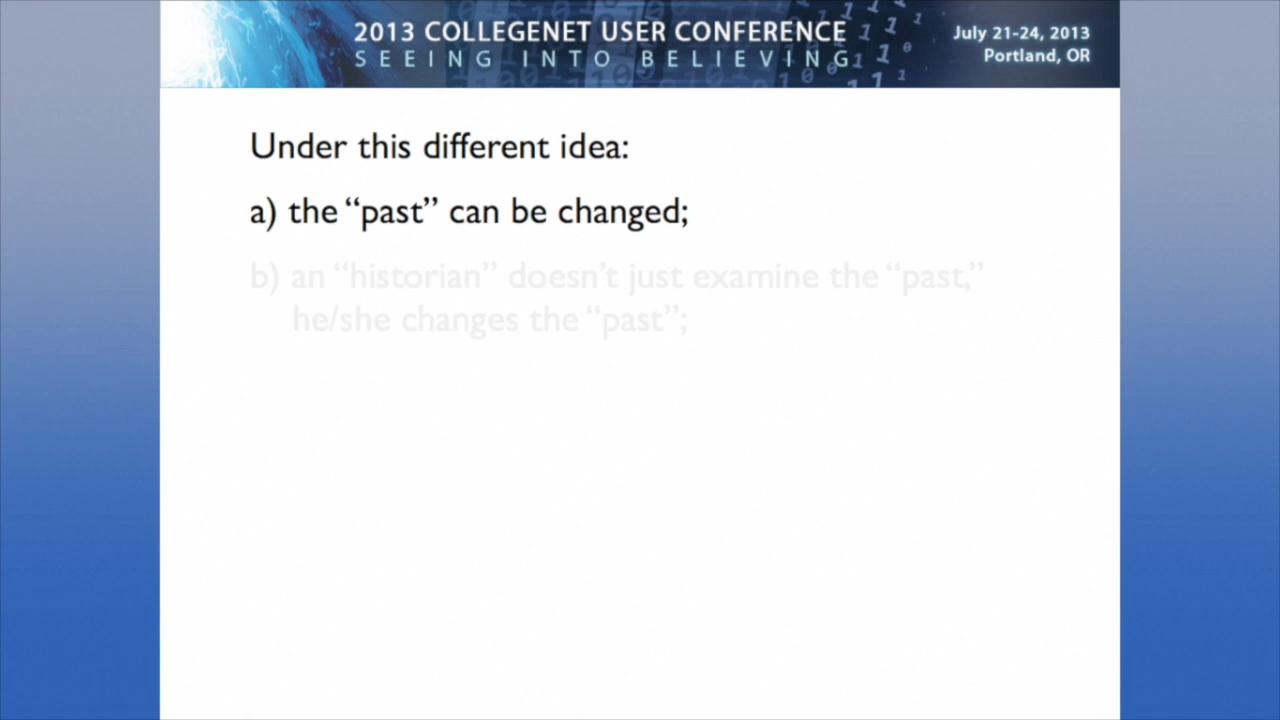 2013 COLLEGENET USER CONFERENCE
SEEING INTO BELIEVING
July 21-24, 2013
Portland, OR
Under this different idea:
a) the “past” can be changed;
b) an “historian” doesn’t just examine the “past,”
he/she changes the “past”;